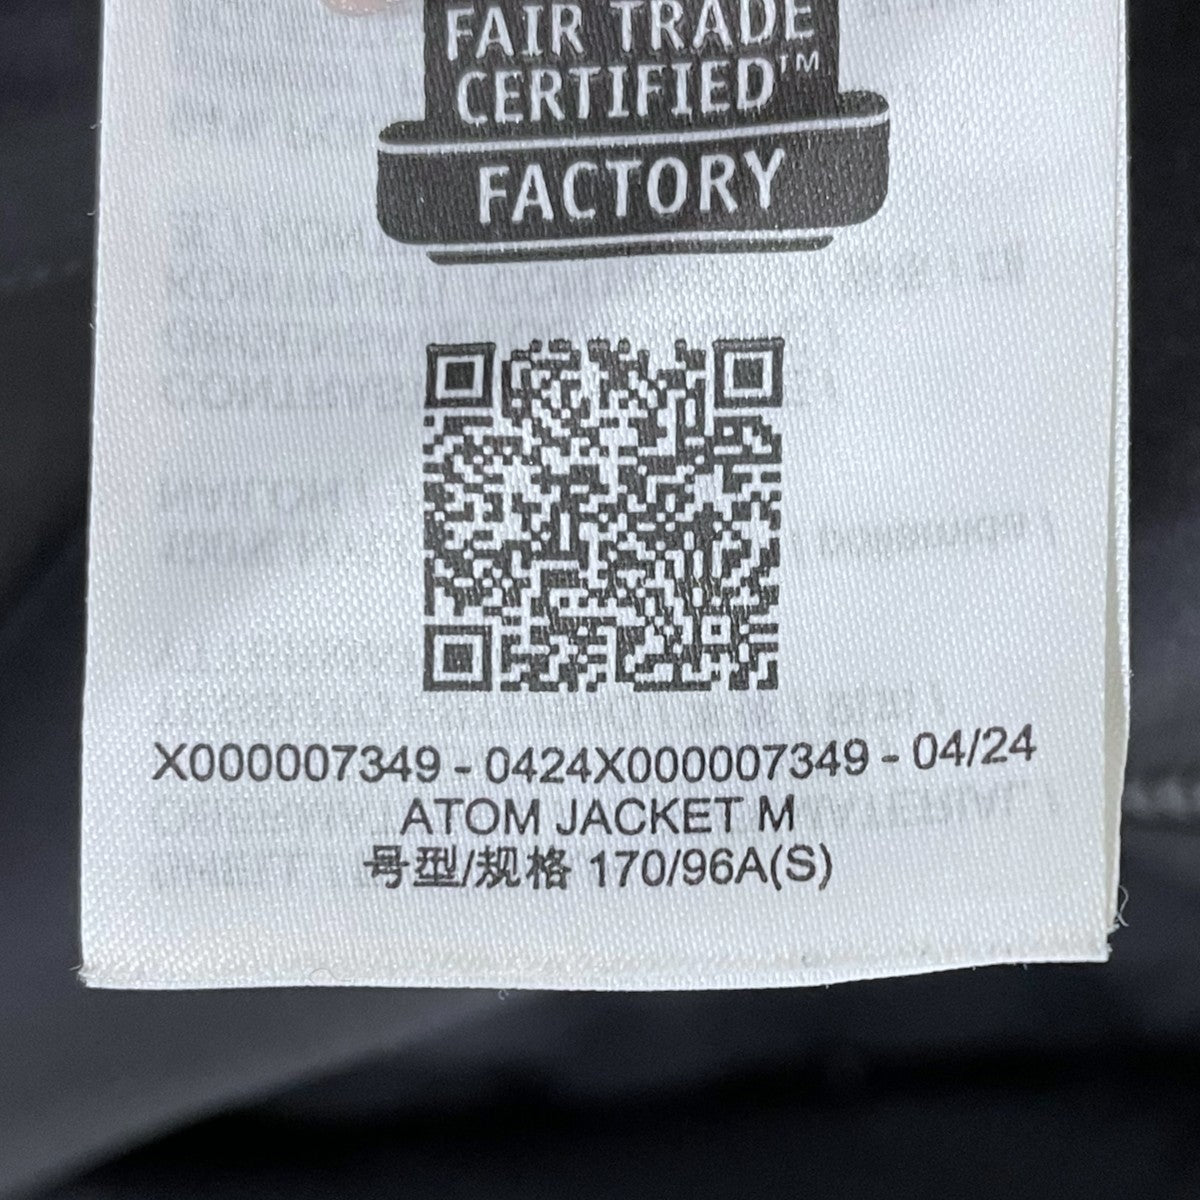 FAIR TRADE
CERTIFIED™
FACTORY
X000007349 - 0424X000007349 - 04/24
ATOM JACKET M
号型/规格 170/96A(S)